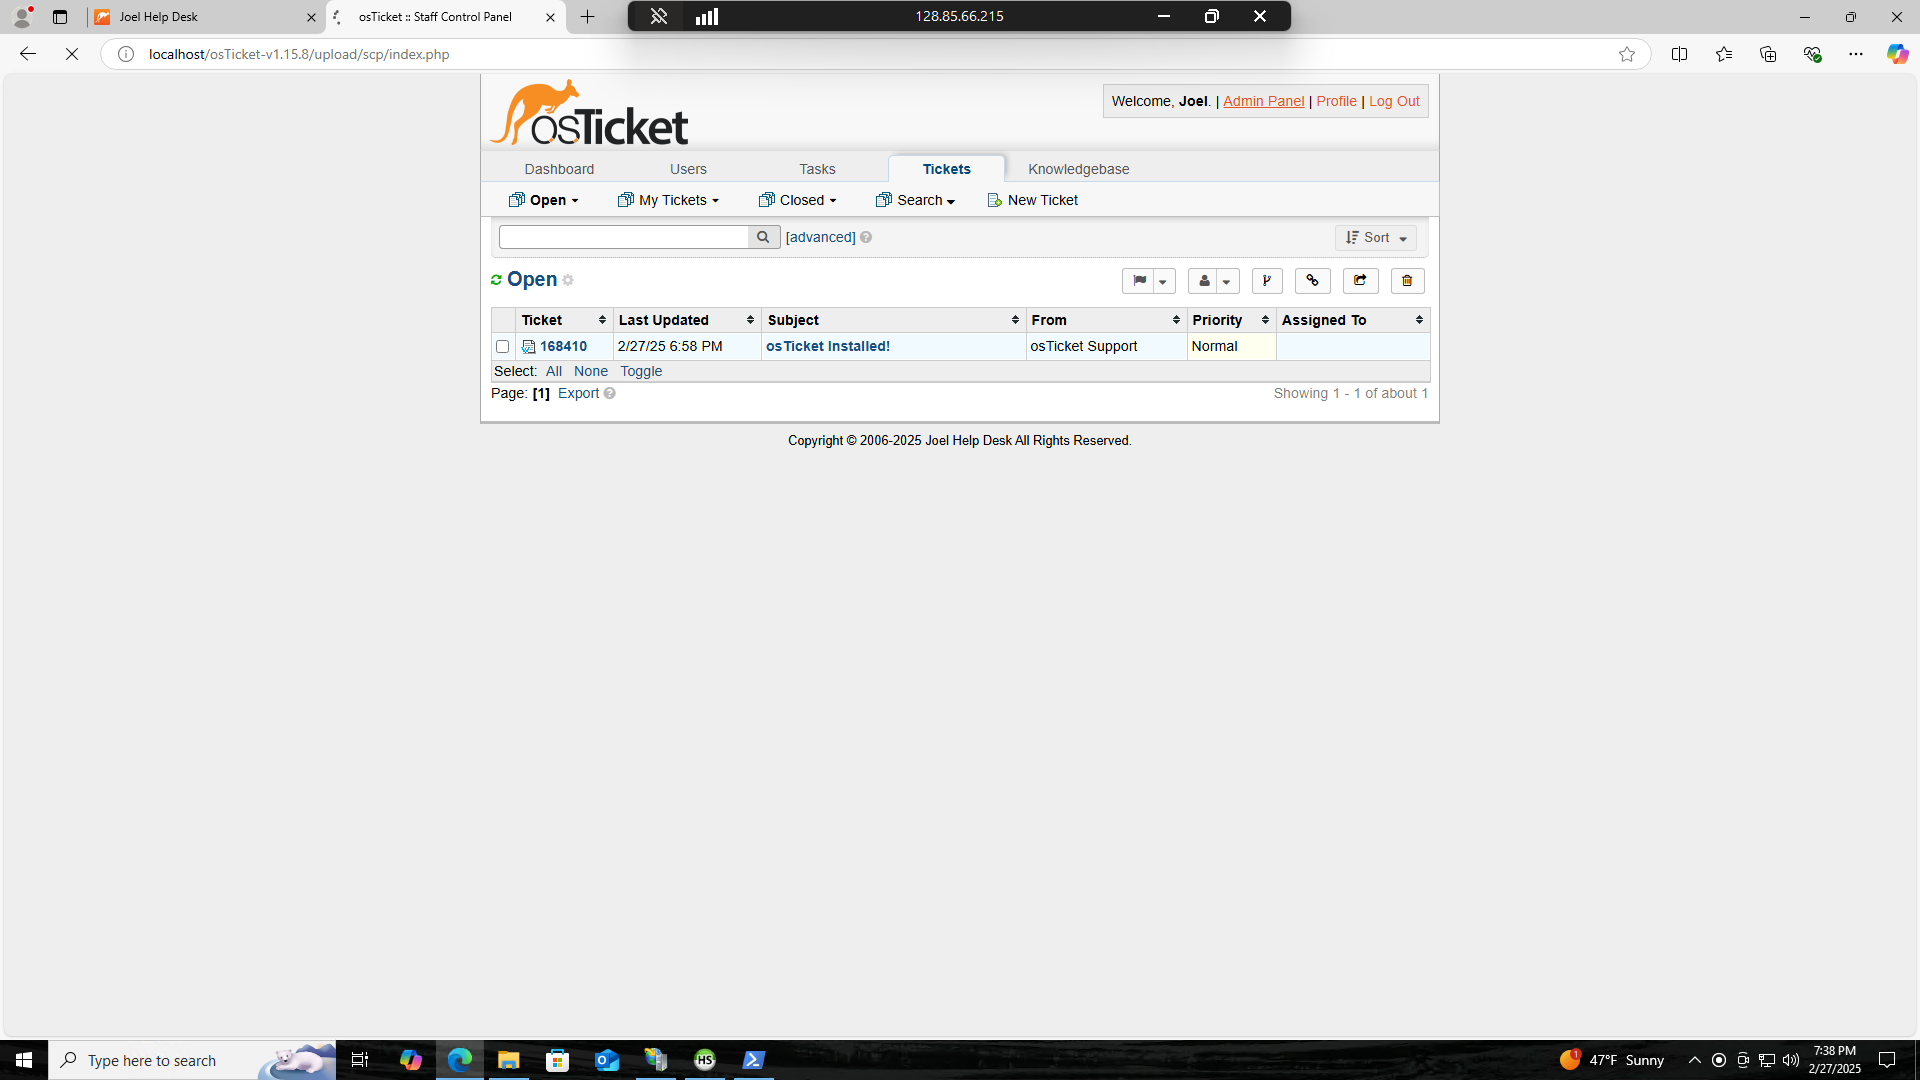 Joel Help Desk
osTicket :: Staff Control Panel
128.85.66.215
localhost/osTicket-v1.15.8/upload/scp/index.php
osTicket
Welcome, Joel. | Admin Panel | Profile | Log Out
Dashboard Users Tasks Tickets Knowledgebase
Open My Tickets Closed Search New Ticket
[advanced] ? Sort
Open
Ticket Last Updated Subject From Priority Assigned To
168410 2/27/25 6:58 PM osTicket Installed! osTicket Support Normal
Select: All None Toggle
Page: [1] Export ? Showing 1 - 1 of about 1
Copyright © 2006-2025 Joel Help Desk All Rights Reserved.
Type here to search
HS
1
47°F Sunny
7:38 PM
2/27/2025